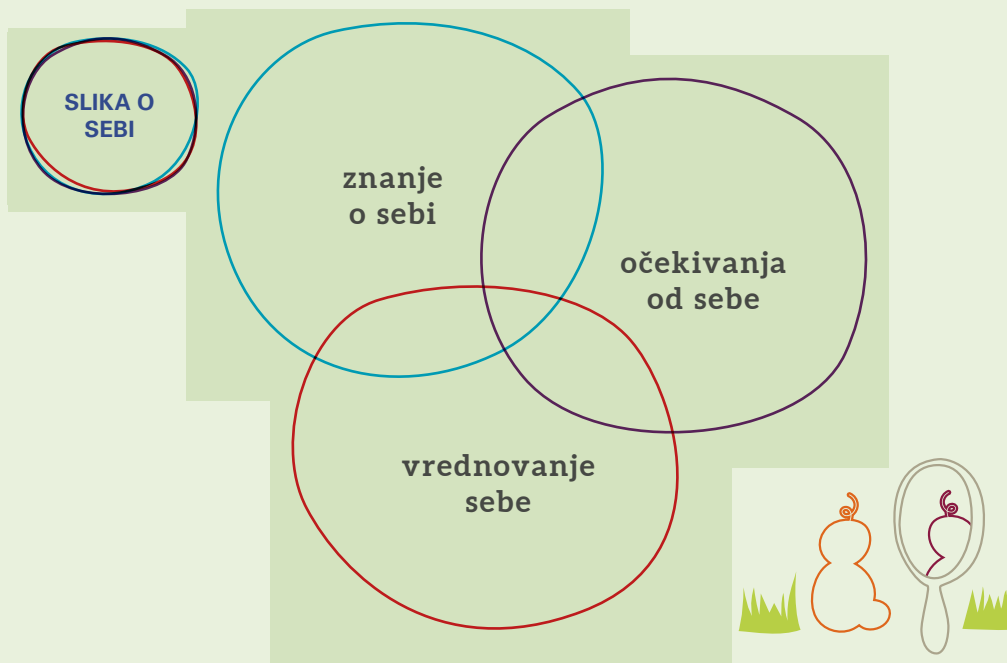 SLIKA O
SEBI
znanje
o sebi
očekivanja
od sebe
vrednovanje
sebe